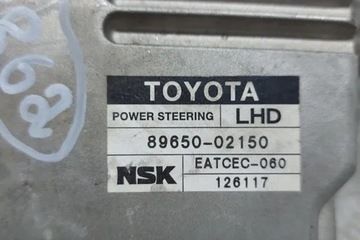 TOYOTA
POWER STEERING LHD
89650-02150
NSK EATCEC-060
126117